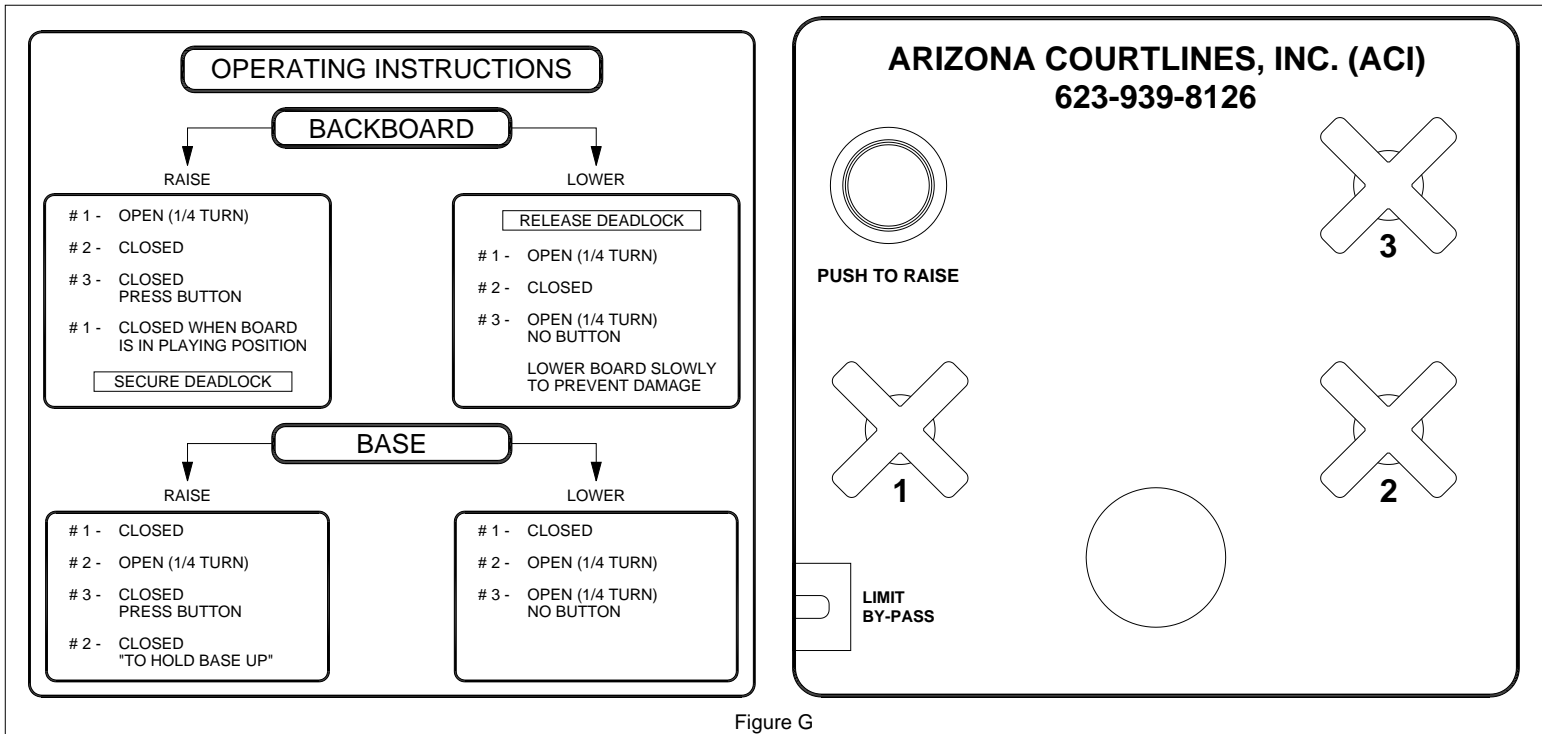 OPERATING INSTRUCTIONS
BACKBOARD
RAISE
# 1 - OPEN (1/4 TURN)
# 2 - CLOSED
# 3 - CLOSED
PRESS BUTTON
# 1 - CLOSED WHEN BOARD
IS IN PLAYING POSITION
SECURE DEADLOCK
LOWER
RELEASE DEADLOCK
# 1 - OPEN (1/4 TURN)
# 2 - CLOSED
# 3 - OPEN (1/4 TURN)
NO BUTTON
LOWER BOARD SLOWLY
TO PREVENT DAMAGE
BASE
RAISE
# 1 - CLOSED
# 2 - OPEN (1/4 TURN)
# 3 - CLOSED
PRESS BUTTON
# 2 - CLOSED
"TO HOLD BASE UP"
LOWER
# 1 - CLOSED
# 2 - OPEN (1/4 TURN)
# 3 - OPEN (1/4 TURN)
NO BUTTON
ARIZONA COURTLINES, INC. (ACI)
623-939-8126
PUSH TO RAISE
3
1
2
LIMIT
BY-PASS
Figure G